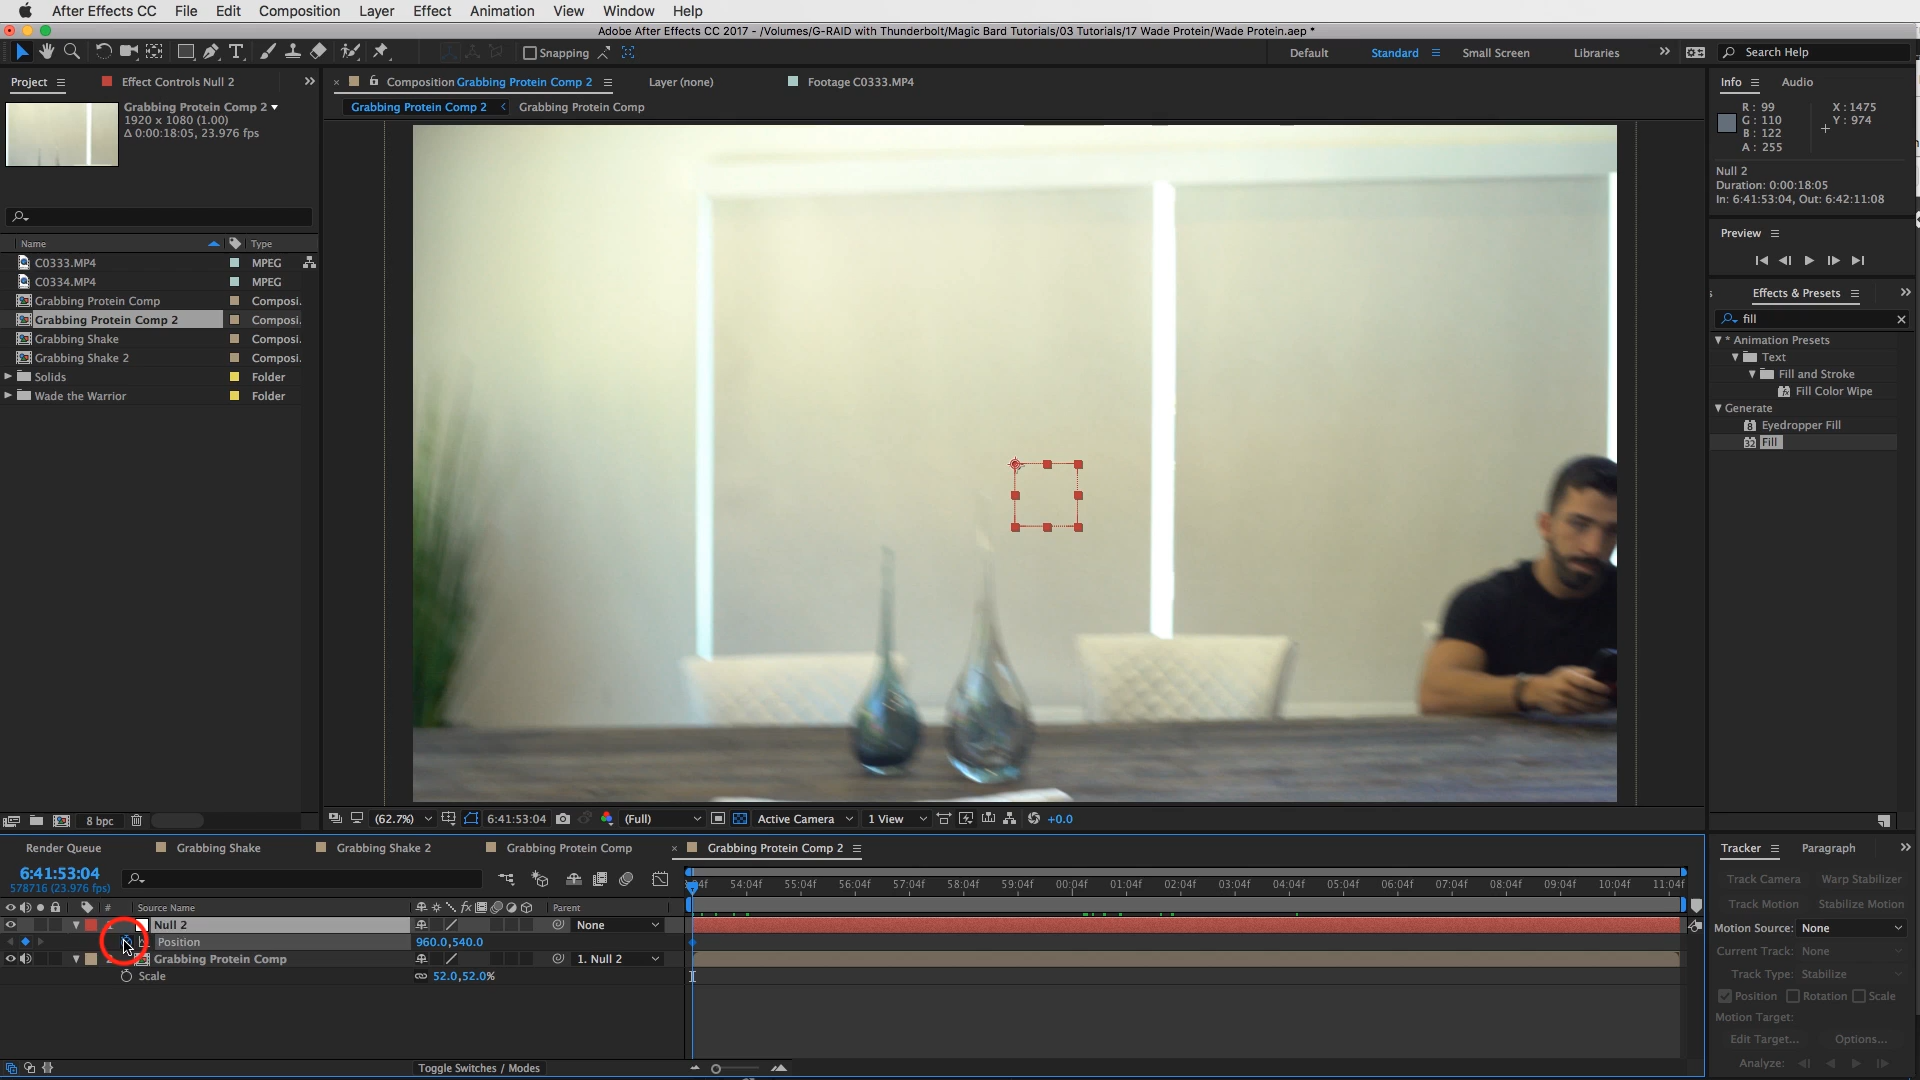 After Effects CC File Edit Composition Layer Effect Animation View Window Help
Adobe After Effects CC 2017 - /Volumes/G-RAID with Thunderbolt/Magic Bard Tutorials/03 Tutorials/17 Wade Protein/Wade Protein.aep *
Snapping Default Standard Small Screen Libraries Search Help
Project Effect Controls Null 2 Composition Grabbing Protein Comp 2 Layer (none) Footage C0333.MP4 Info Audio
Grabbing Protein Comp 2 Grabbing Protein Comp 2 Grabbing Protein Comp
1920 x 1080 (1.00)
Δ 0:00:18:05, 23.976 fps
R: 99 X: 1475
G: 110 Y: 974
B: 122
A: 255
Null 2
Duration: 0:00:18:05
In: 6:41:53:04, Out: 6:42:11:08
Preview
Name Type
C0333.MP4 MPEG
C0334.MP4 MPEG
Grabbing Protein Comp Composi.
Grabbing Protein Comp 2 Composi.
Grabbing Shake Composi.
Grabbing Shake 2 Composi.
Solids Folder
Wade the Warrior Folder
Effects & Presets
fill
* Animation Presets
Text
Fill and Stroke
Fill Color Wipe
Generate
Eyedropper Fill
Fill
8 bpc (62.7%) 6:41:53:04 (Full) Active Camera 1 View +0.0
Render Queue Grabbing Shake Grabbing Shake 2 Grabbing Protein Comp Grabbing Protein Comp 2
6:41:53:04
578716 (23.976 fps)
04f 54:04f 55:04f 56:04f 57:04f 58:04f 59:04f 00:04f 01:04f 02:04f 03:04f 04:04f 05:04f 06:04f 07:04f 08:04f 09:04f 10:04f 11:04f
# Source Name fx Parent
Null 2 None
Position 960.0,540.0
Grabbing Protein Comp 1. Null 2
Scale 52.0,52.0%
Toggle Switches / Modes
Tracker Paragraph
Track Camera Warp Stabilizer
Track Motion Stabilize Motion
Motion Source: None
Current Track: None
Track Type: Stabilize
Position Rotation Scale
Motion Target:
Edit Target... Options...
Analyze: